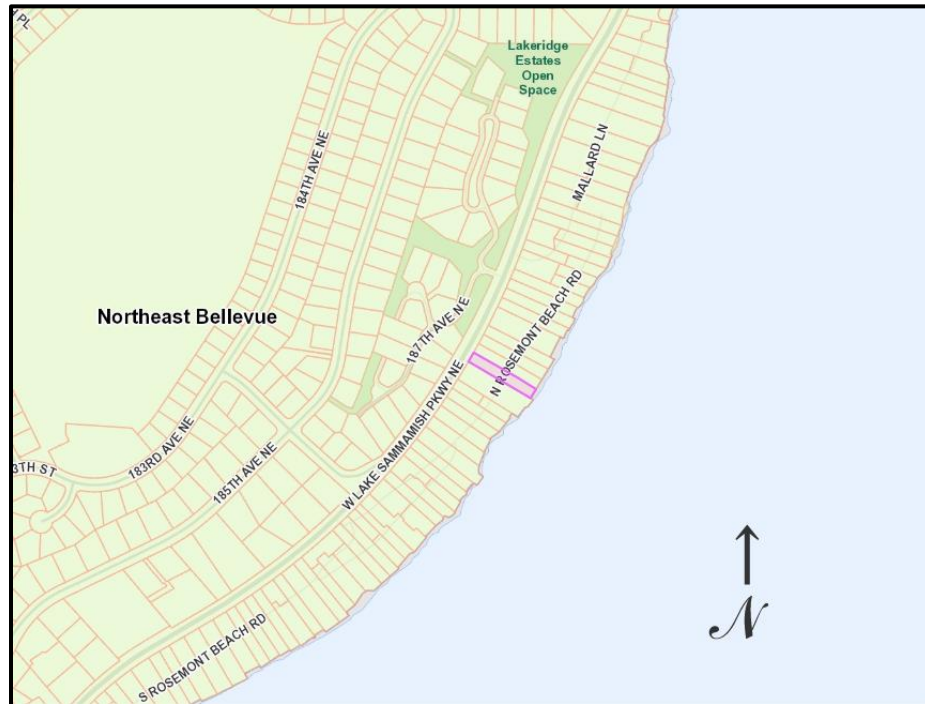 H PL
Lakeridge
Estates
Open
Space
184TH AVE NE
MALLARD LN
Northeast Bellevue
187TH AVE NE
N ROSEMONT BEACH RD
W LAKE SAMMAMISH PKWY NE
183RD AVE NE
185TH AVE NE
3TH ST
S ROSEMONT BEACH RD
N